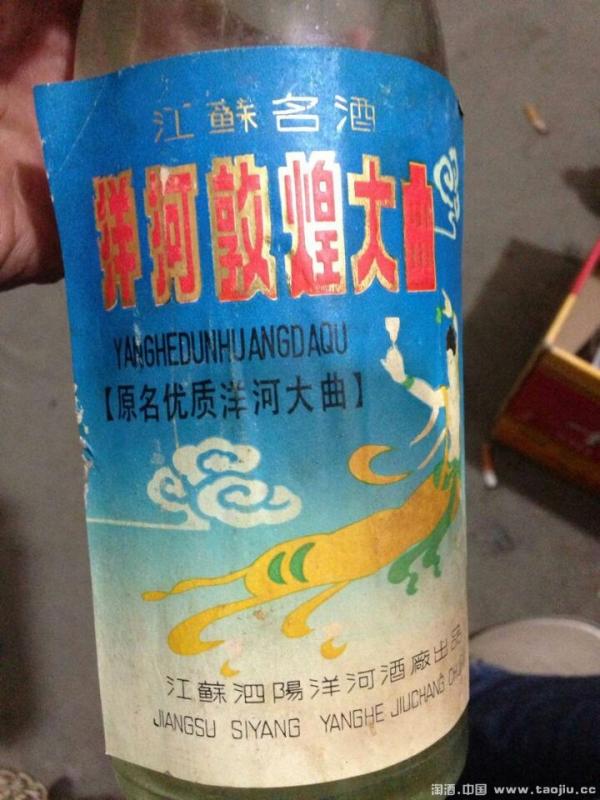 江蘇名酒
洋河敦煌大曲
YANGHEDUNHUANGDAQU
【原名优质洋河大曲】
江蘇泗陽洋河酒廠出
JIANGSU SIYANG YANGHE JIUCHANG
淘酒.中国 www.taojiu.cc